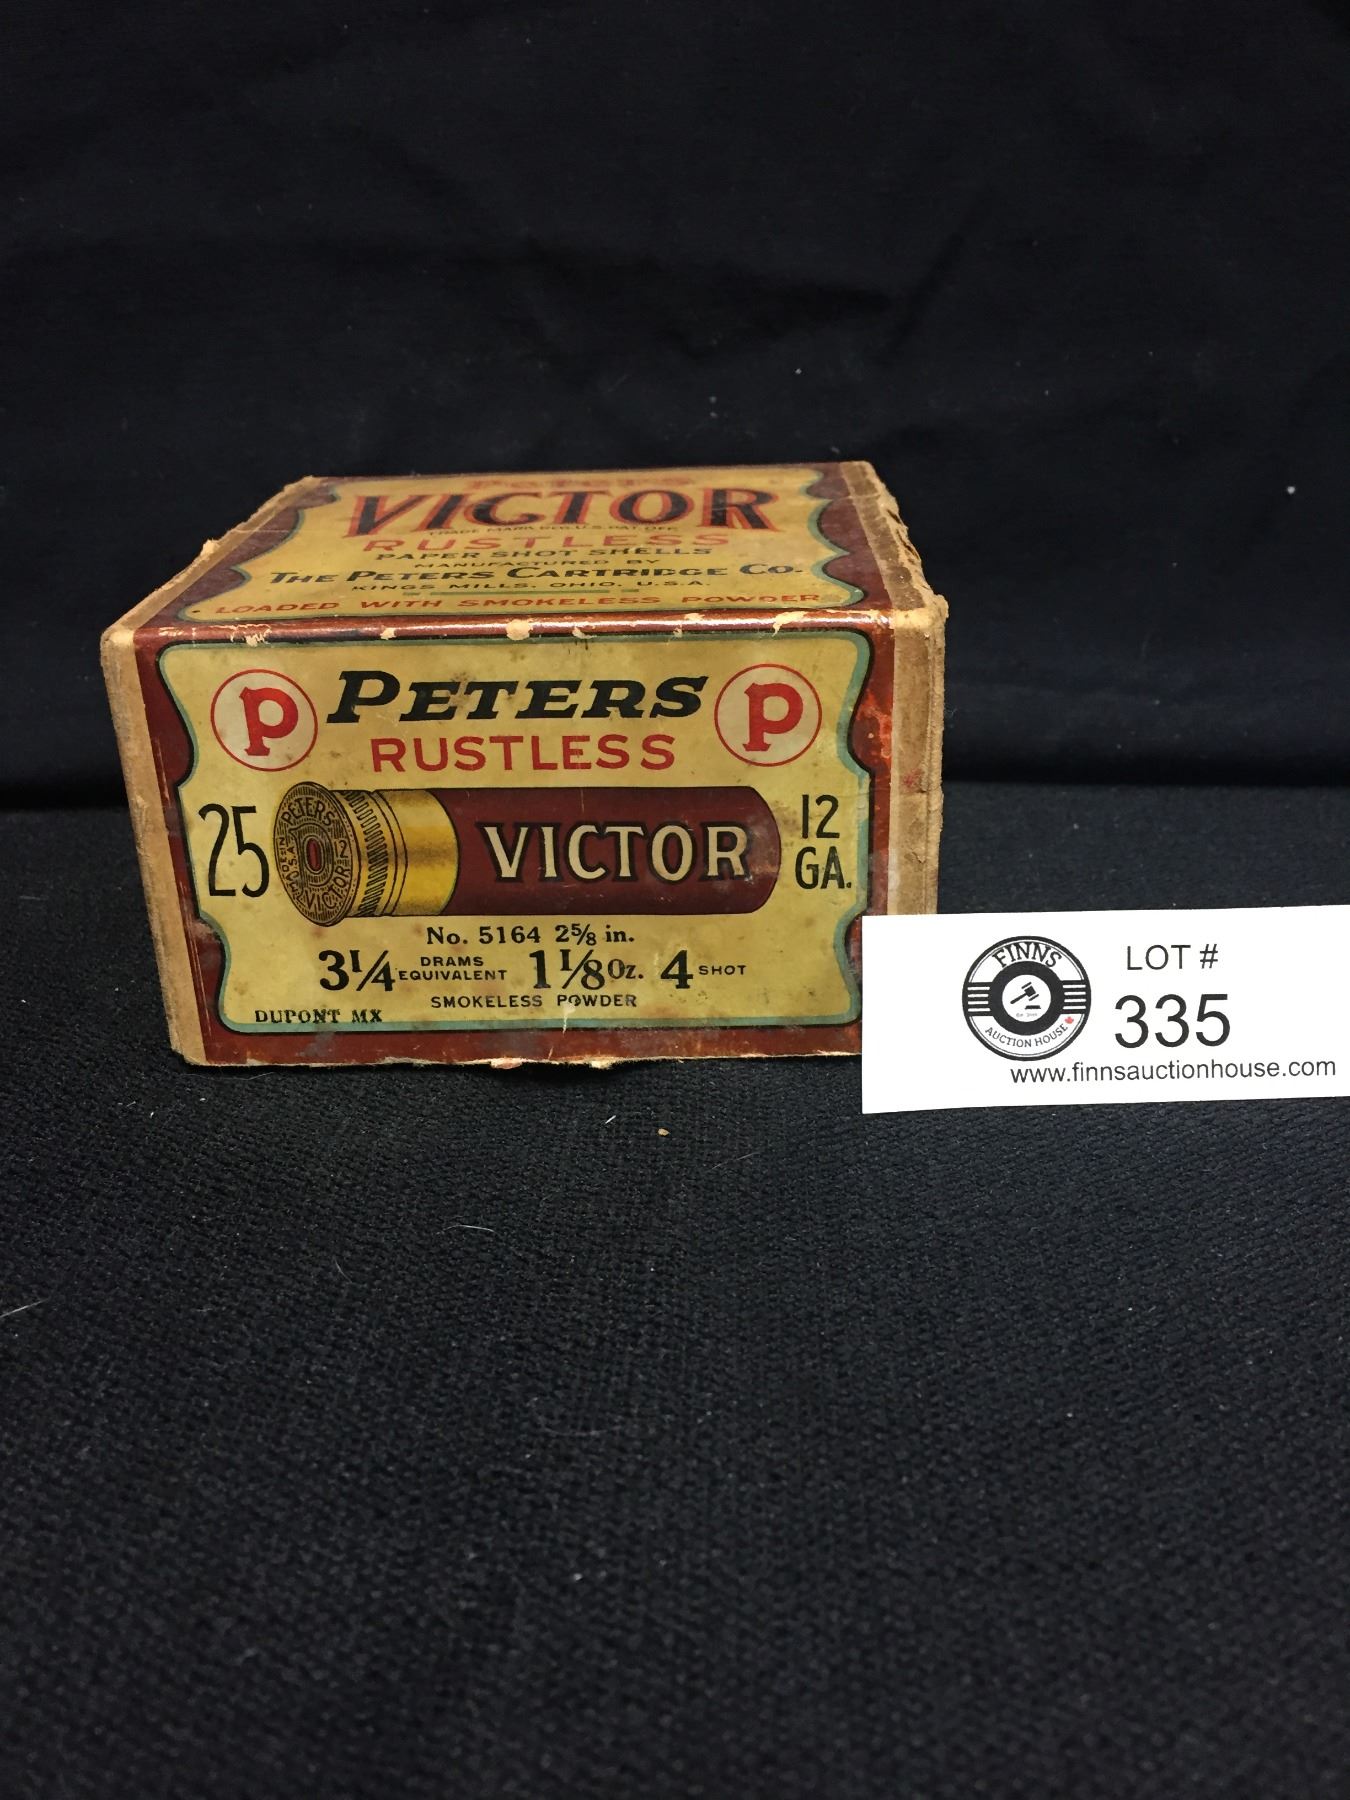 PETERS
VICTOR
TRADE MARK REG. U.S. PAT. OFF.
RUSTLESS
PAPER SHOT SHELLS
MANUFACTURED BY
THE PETERS CARTRIDGE CO.
KINGS MILLS, OHIO, U.S.A.
LOADED WITH SMOKELESS POWDER
P PETERS P
RUSTLESS
25 PETERS 12 VICTOR MADE IN U.S.A. VICTOR 12 GA.
No. 5164 2⅝ in.
3¼ DRAMS EQUIVALENT 1⅛ Oz. 4 SHOT
SMOKELESS POWDER
DUPONT MX
FINNS
AUCTION HOUSE
LOT #
335
www.finnsauctionhouse.com